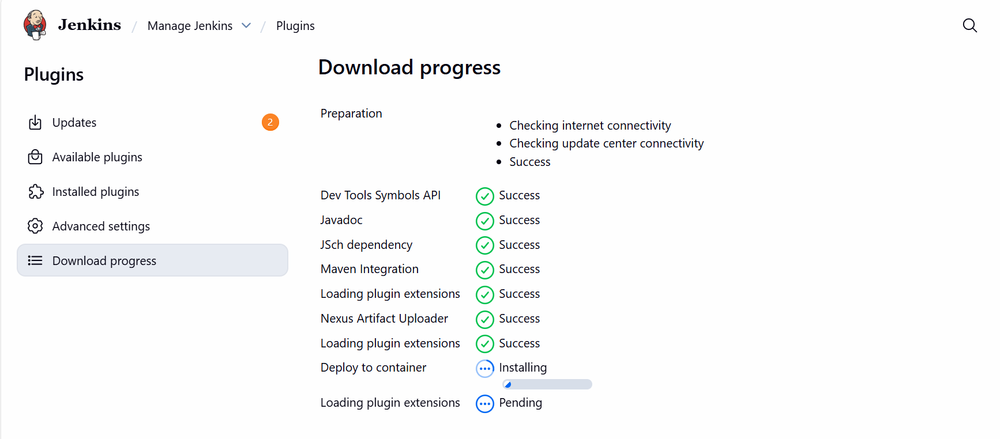 Jenkins / Manage Jenkins / Plugins
Plugins
Updates 2
Available plugins
Installed plugins
Advanced settings
Download progress
Download progress
Preparation
• Checking internet connectivity
• Checking update center connectivity
• Success
Dev Tools Symbols API Success
Javadoc Success
JSch dependency Success
Maven Integration Success
Loading plugin extensions Success
Nexus Artifact Uploader Success
Loading plugin extensions Success
Deploy to container Installing
Loading plugin extensions Pending